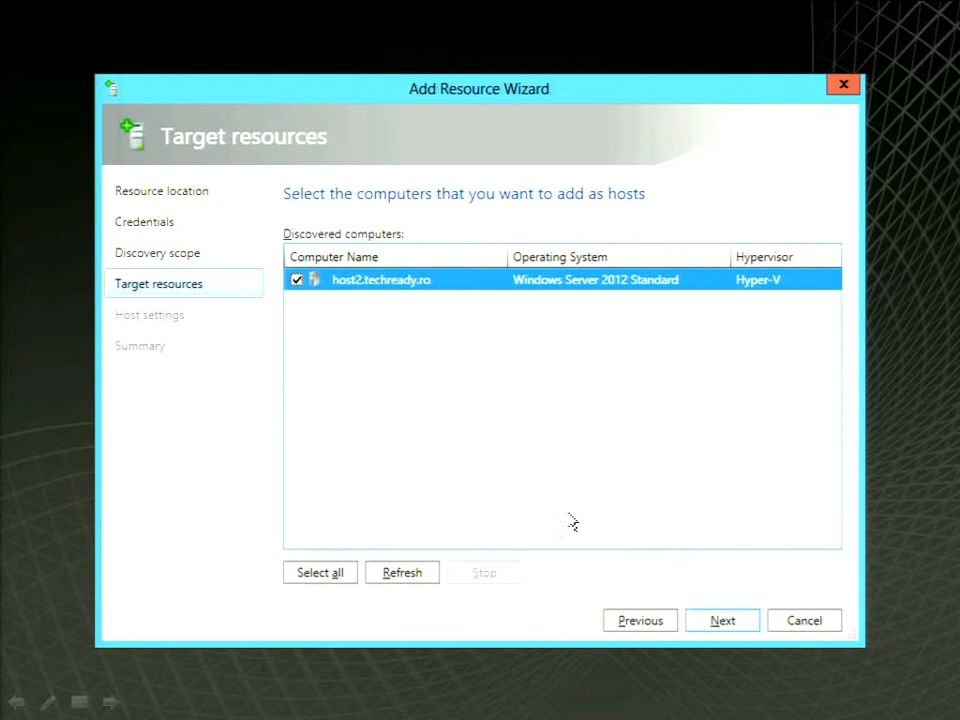 Add Resource Wizard
x
Target resources
Resource location
Credentials
Discovery scope
Target resources
Host settings
Summary
Select the computers that you want to add as hosts
Discovered computers:
Computer Name Operating System Hypervisor
host2.techready.ro Windows Server 2012 Standard Hyper-V
Select all Refresh Stop
Previous Next Cancel